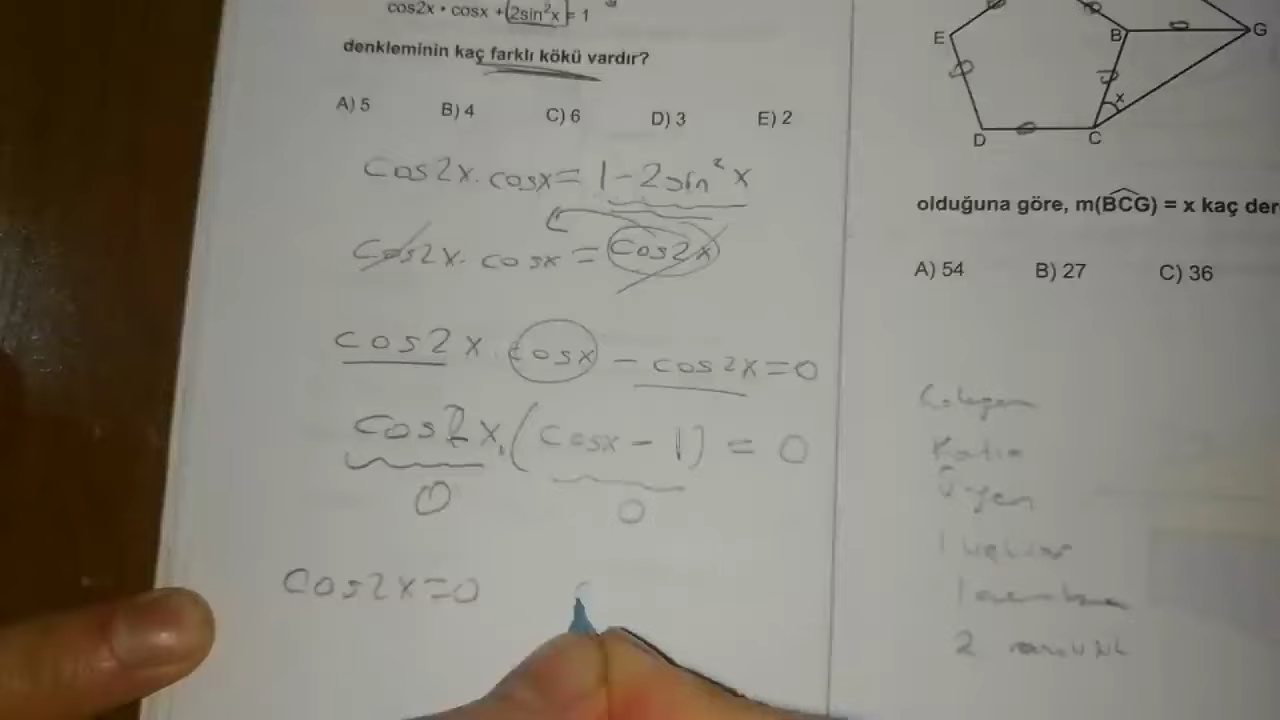 cos2x • cosx + 2sin²x = 1
denkleminin kaç farklı kökü vardır?
A) 5 B) 4 C) 6 D) 3 E) 2
cos2x. cosx = 1 - 2sin²x
cos2x. cosx = cos2x
cos2x. cosx - cos2x = 0
cos2x.(cosx - 1) = 0
0 0
cos2x=0
E B G
x
D C
olduğuna göre, m(BCG) = x kaç der
A) 54 B) 27 C) 36
1
1
2